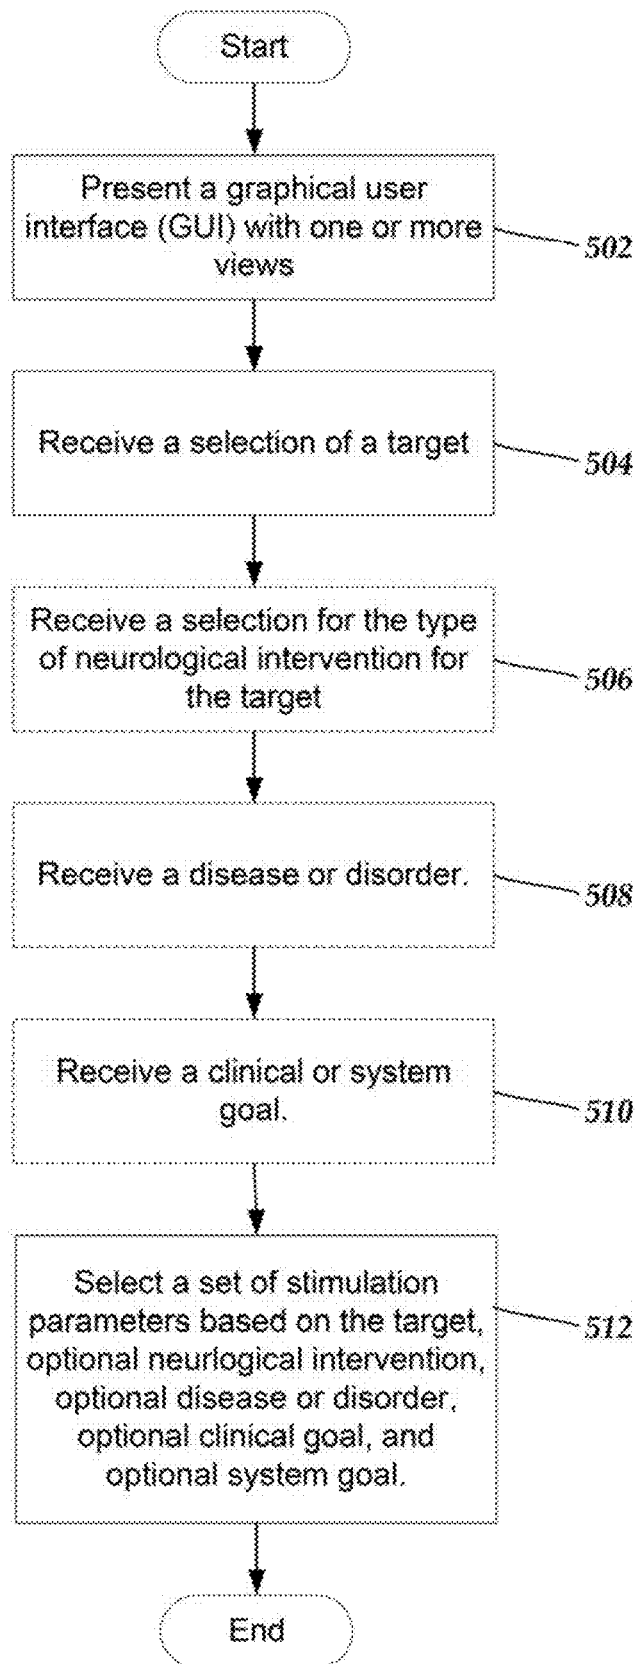 Start
Present a graphical user
interface (GUI) with one or more
views
502
Receive a selection of a target
504
Receive a selection for the type
of neurological intervention for
the target
506
Receive a disease or disorder.
508
Receive a clinical or system
goal.
510
Select a set of stimulation
parameters based on the target,
optional neurlogical intervention,
optional disease or disorder,
optional clinical goal, and
optional system goal.
512
End